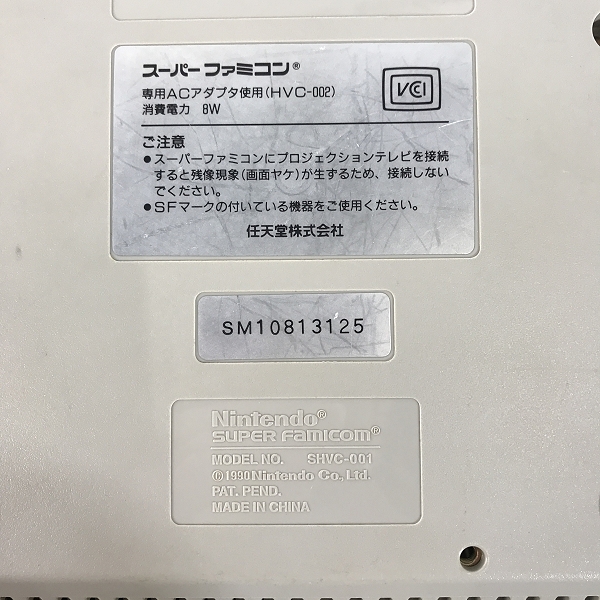 スーパーファミコン®
専用ACアダプタ使用(HVC-002)
消費電力 8W
VCCI
ご注意
●スーパーファミコンにプロジェクションテレビを接続
すると残像現象(画面ヤケ)が生ずるため、接続しない
でください。
●SFマークの付いている機器をご使用ください。
任天堂株式会社
SM10813125
Nintendo®
SUPER FAMICOM®
MODEL NO. SHVC-001
©1990 Nintendo Co., Ltd.
PAT. PEND.
MADE IN CHINA